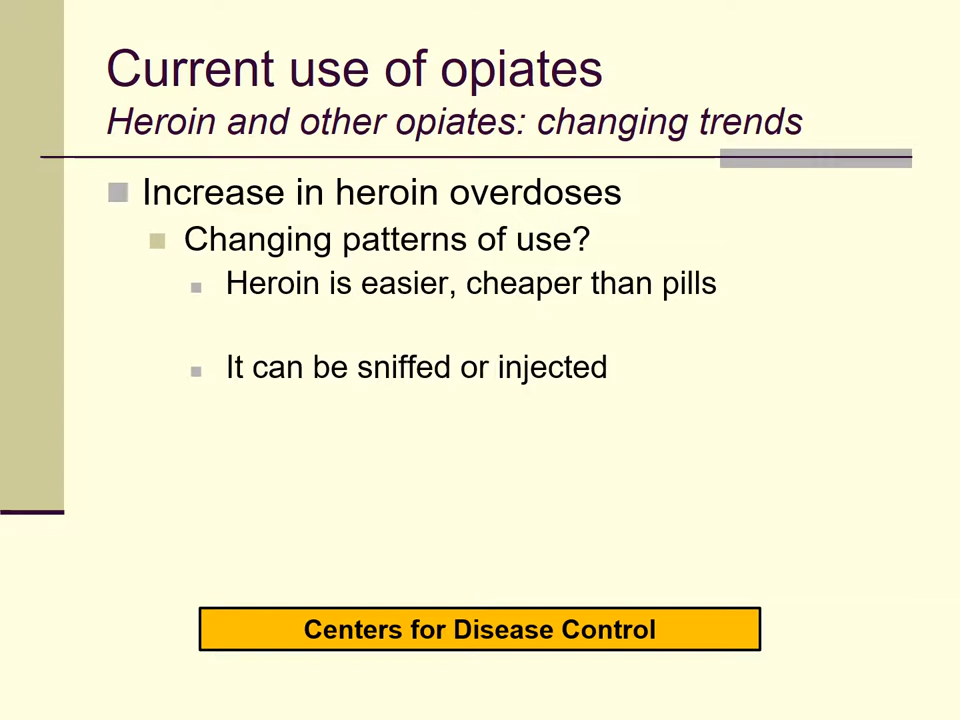 Current use of opiates
Heroin and other opiates: changing trends
Increase in heroin overdoses
Changing patterns of use?
Heroin is easier, cheaper than pills
It can be sniffed or injected
Centers for Disease Control